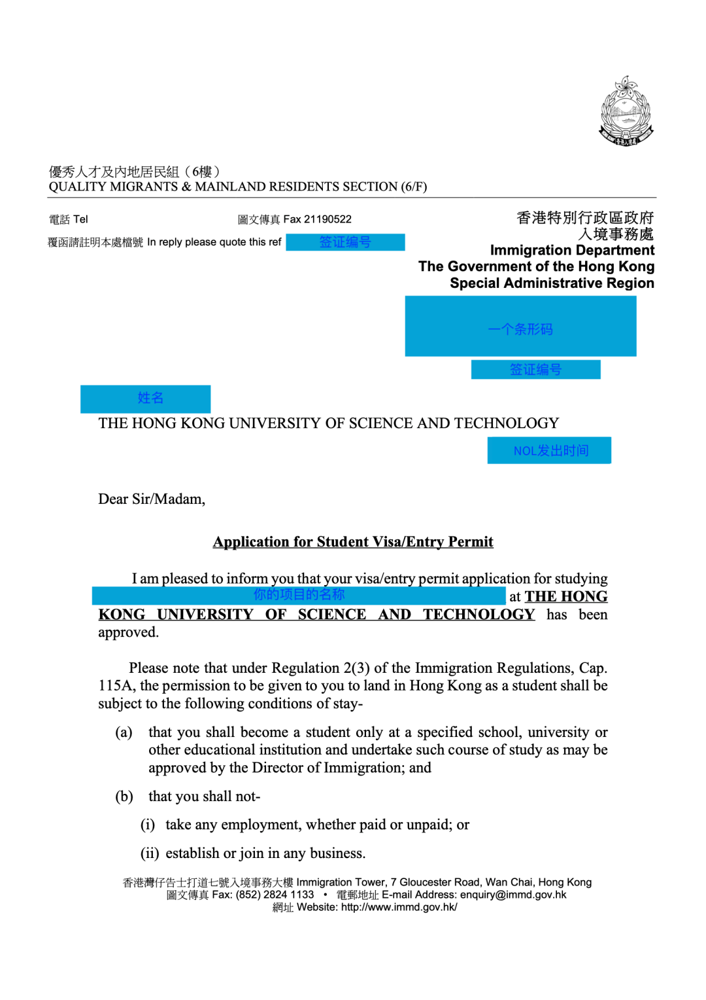 優秀人才及內地居民組（6樓）
QUALITY MIGRANTS & MAINLAND RESIDENTS SECTION (6/F)
電話 Tel
圖文傳真 Fax 21190522
覆函請註明本處檔號 In reply please quote this ref
签证编号
香港特別行政區政府
入境事務處
Immigration Department
The Government of the Hong Kong
Special Administrative Region
一个条形码
签证编号
姓名
THE HONG KONG UNIVERSITY OF SCIENCE AND TECHNOLOGY
NOL发出时间
Dear Sir/Madam,
Application for Student Visa/Entry Permit
I am pleased to inform you that your visa/entry permit application for studying
你的项目的名称 at THE HONG
KONG UNIVERSITY OF SCIENCE AND TECHNOLOGY has been
approved.
Please note that under Regulation 2(3) of the Immigration Regulations, Cap.
115A, the permission to be given to you to land in Hong Kong as a student shall be
subject to the following conditions of stay-
(a) that you shall become a student only at a specified school, university or
other educational institution and undertake such course of study as may be
approved by the Director of Immigration; and
(b) that you shall not-
(i) take any employment, whether paid or unpaid; or
(ii) establish or join in any business.
香港灣仔告士打道七號入境事務大樓 Immigration Tower, 7 Gloucester Road, Wan Chai, Hong Kong
圖文傳真 Fax: (852) 2824 1133 • 電郵地址 E-mail Address: enquiry@immd.gov.hk
網址 Website: http://www.immd.gov.hk/